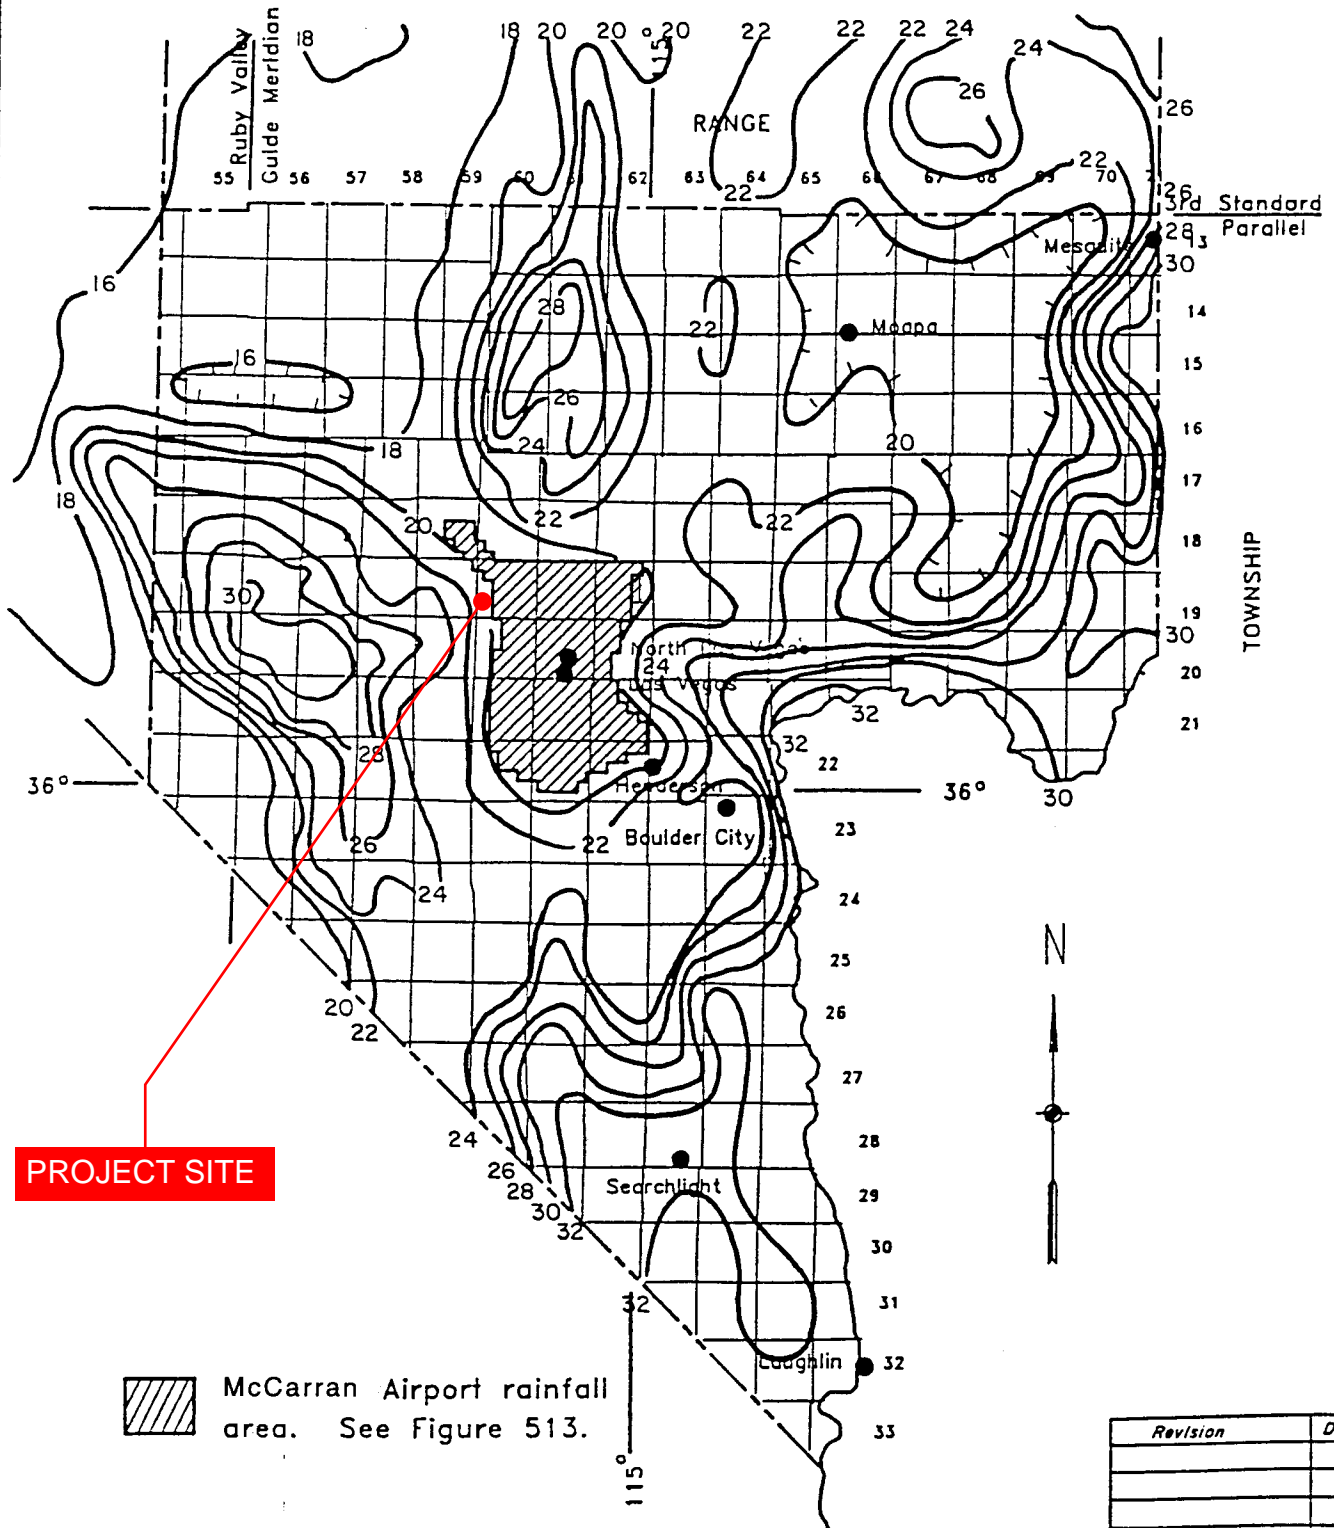 18 18 20 20 20 22 22 22 24 24
115°
Ruby Valley
Guide Meridian
26
26
RANGE
22
55 56 57 58 59 60 62 63 64 65 66 67 68 69 70
22
26
3rd Standard
Parallel
28
13
Mesquite
30
16
28
14
22
Moapa
16
15
26
18
24
20
16
18
17
20
22
22
18
TOWNSHIP
30
19
30
North Las Vegas
24
20
Las Vegas
32
21
28
32
22
36°
Henderson
36°
30
26
22
Boulder City
23
24
24
N
25
20
22
26
27
24
28
26
PROJECT SITE
28
Searchlight
29
30
32
30
32
31
Laughlin
32
McCarran Airport rainfall
area. See Figure 513.
33
115°
Revision
D